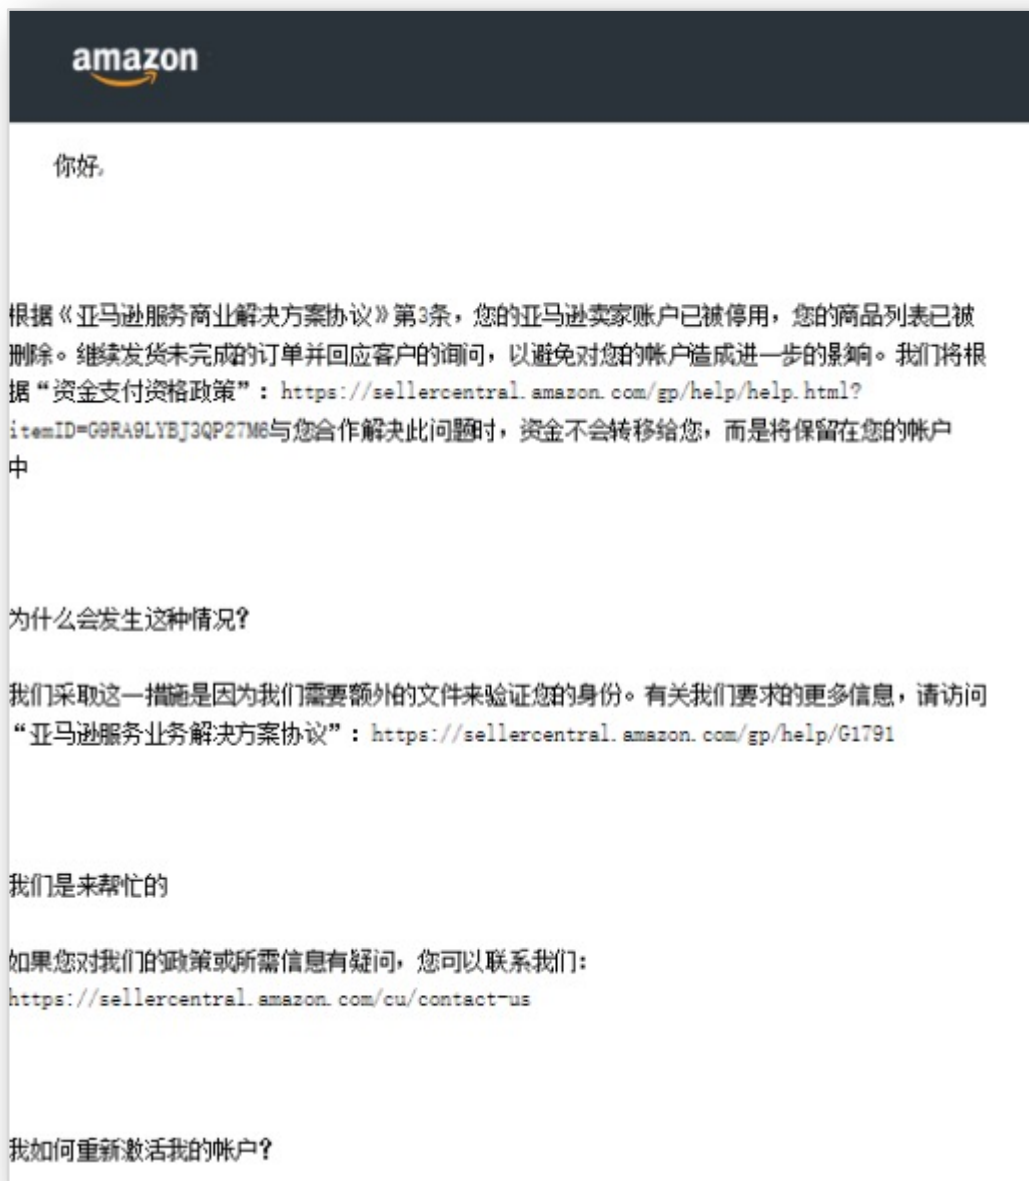 amazon
你好,
根据《亚马逊服务商业解决方案协议》第3条，您的亚马逊卖家账户已被停用，您的商品列表已被
删除。继续发货未完成的订单并回应客户的询问，以避免对您的帐户造成进一步的影响。我们将根
据“资金支付资格政策”：https://sellercentral.amazon.com/gp/help/help.html?
itemID=G9RA9LYBJ3QP27M6与您合作解决此问题时，资金不会转移给您，而是将保留在您的帐户
中
为什么会发生这种情况?
我们采取这一措施是因为我们需要额外的文件来验证您的身份。有关我们要求的更多信息，请访问
“亚马逊服务业务解决方案协议”：https://sellercentral.amazon.com/gp/help/G1791
我们是来帮忙的
如果您对我们的政策或所需信息有疑问，您可以联系我们：
https://sellercentral.amazon.com/cu/contact-us
我如何重新激活我的帐户?